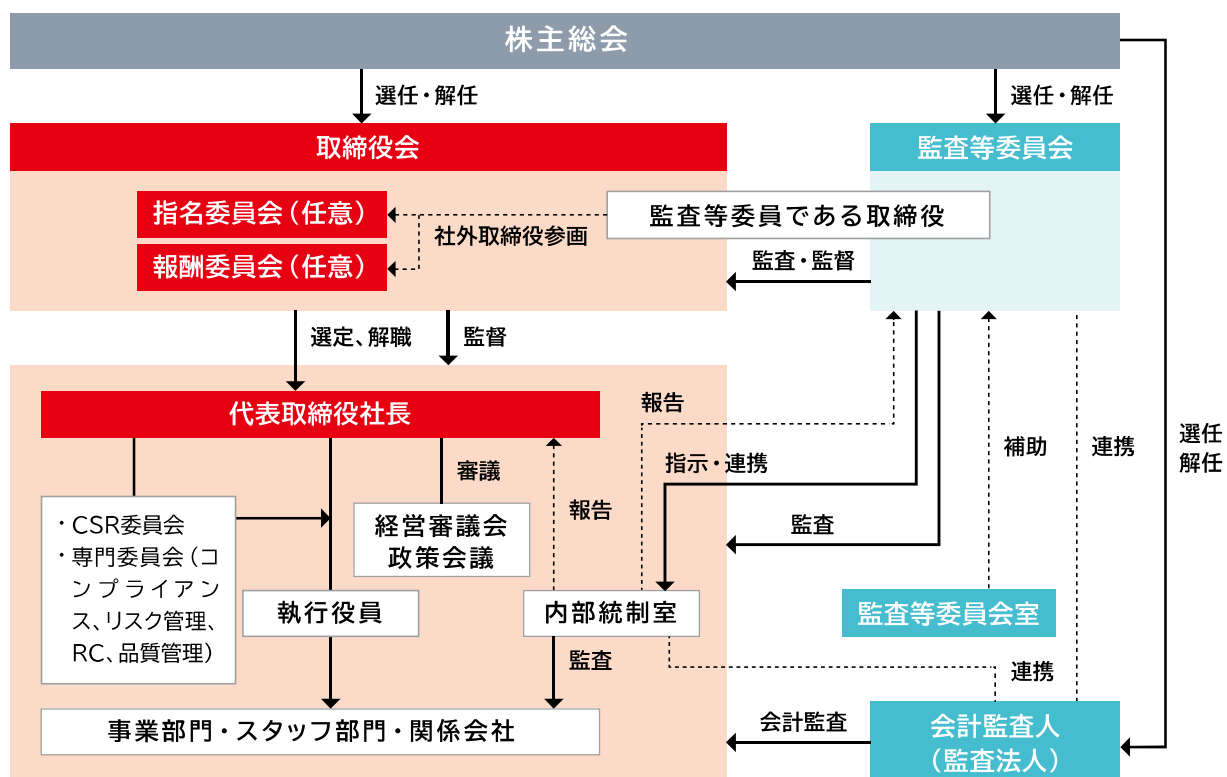 株主総会
選任・解任
選任・解任
取締役会
監査等委員会
指名委員会（任意）
監査等委員である取締役
社外取締役参画
報酬委員会（任意）
監査・監督
選定、解職
監督
代表取締役社長
報告
選任
解任
補助
連携
審議
指示・連携
・CSR委員会
・専門委員会（コ
ンプライアン
ス、リスク管理、
RC、品質管理）
経営審議会
政策会議
報告
監査
執行役員
内部統制室
監査等委員会室
監査
連携
事業部門・スタッフ部門・関係会社
会計監査
会計監査人
（監査法人）